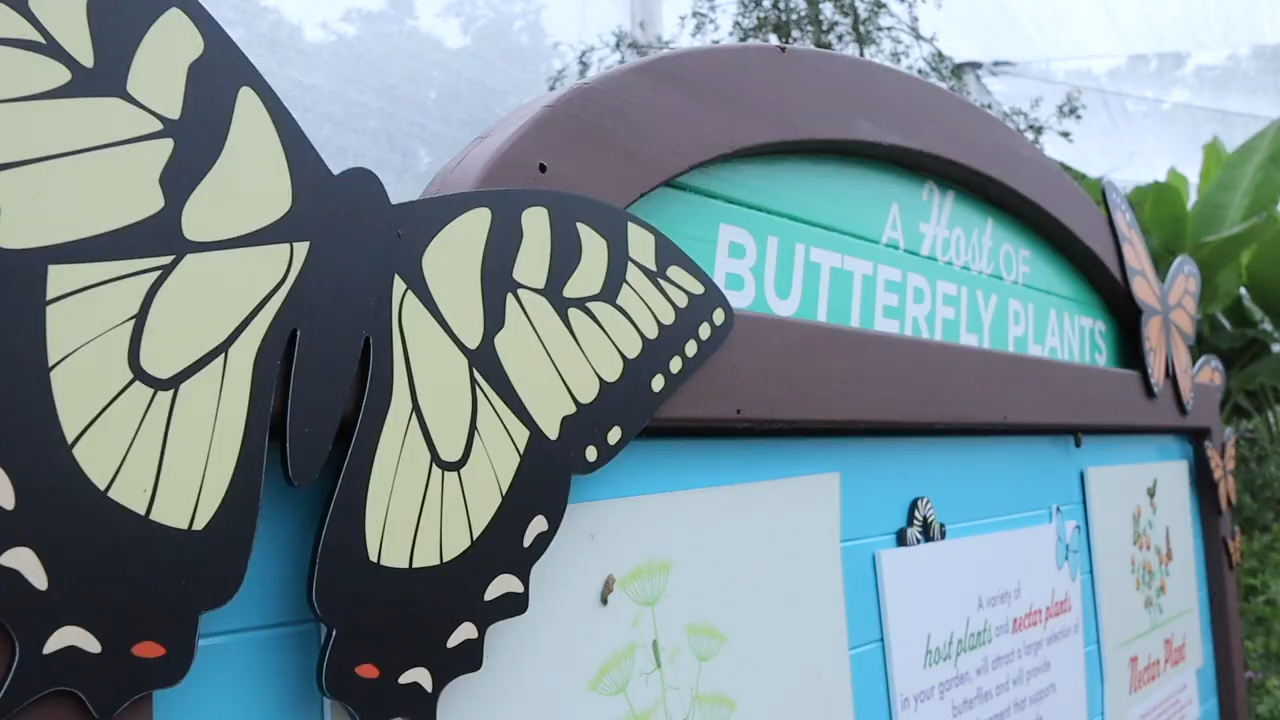 A Host OF
BUTTERFLY PLANTS
A variety of
host plants and nectar plants
in your garden, will attract a larger selection of
butterflies and will provide
that supports
Nectar Plant